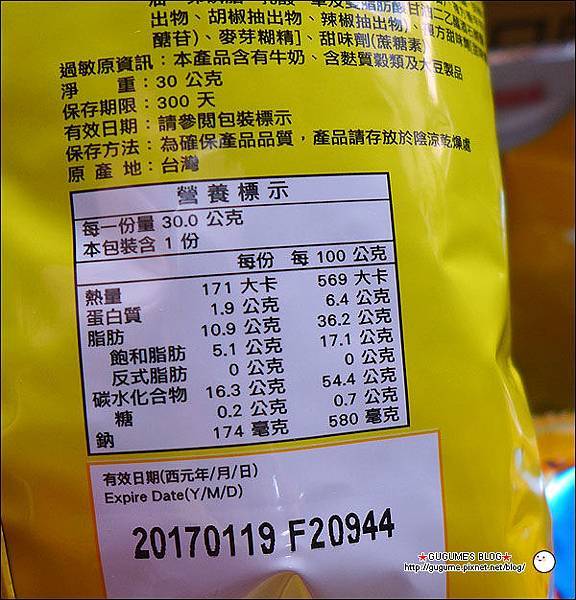 出物、胡椒抽出物、辣椒抽出物)、
醣苷)、麥芽糊精]、甜味劑(蔗糖素)
過敏原資訊：本產品含有牛奶、含麩質穀類及大豆製品
淨 重：30 公克
保存期限：300 天
有效日期：請參閱包裝標示
保存方法：為確保產品品質，產品請存放於陰涼乾燥處
原 產 地：台灣
營養標示
每一份量 30.0 公克
本包裝含 1 份
每份 每 100 公克
熱量 171 大卡 569 大卡
蛋白質 1.9 公克 6.4 公克
脂肪 10.9 公克 36.2 公克
飽和脂肪 5.1 公克 17.1 公克
反式脂肪 0 公克 0 公克
碳水化合物 16.3 公克 54.4 公克
糖 0.2 公克 0.7 公克
鈉 174 毫克 580 毫克
有效日期(西元年/月/日)
Expire Date(Y/M/D)
20170119 F20944
★GUGUME'S BLOG★
http://gugume.pixnet.net/blog/